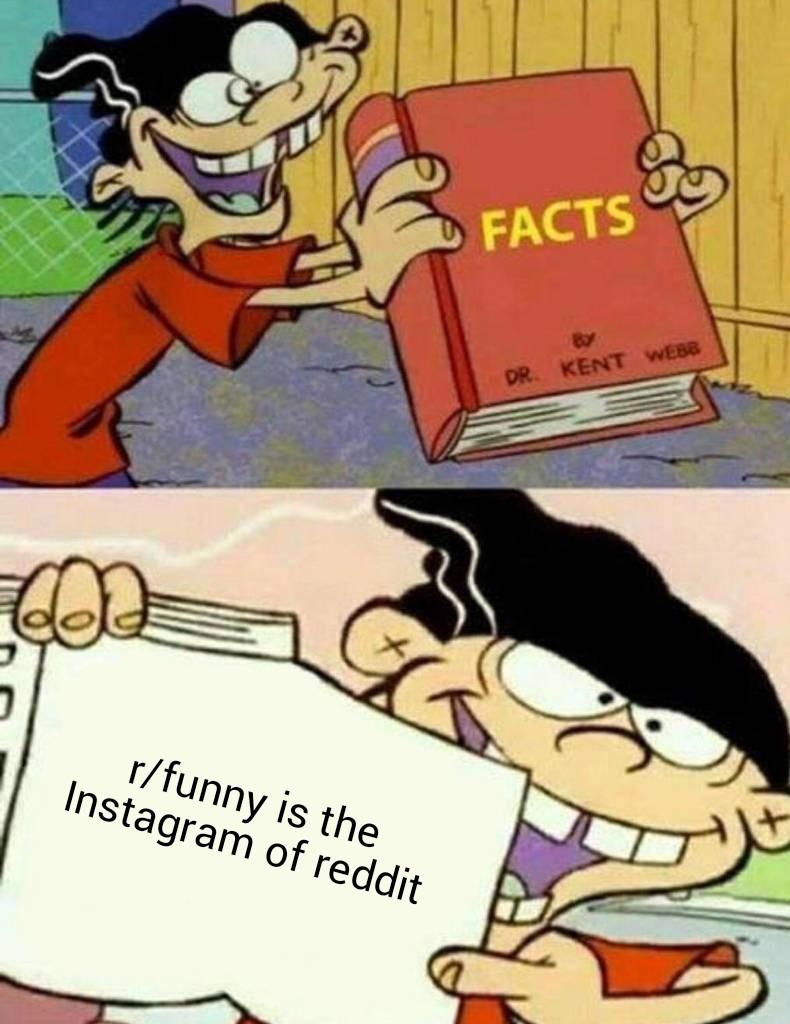 FACTS
By
DR. KENT WEBB
r/funny is the
Instagram of reddit